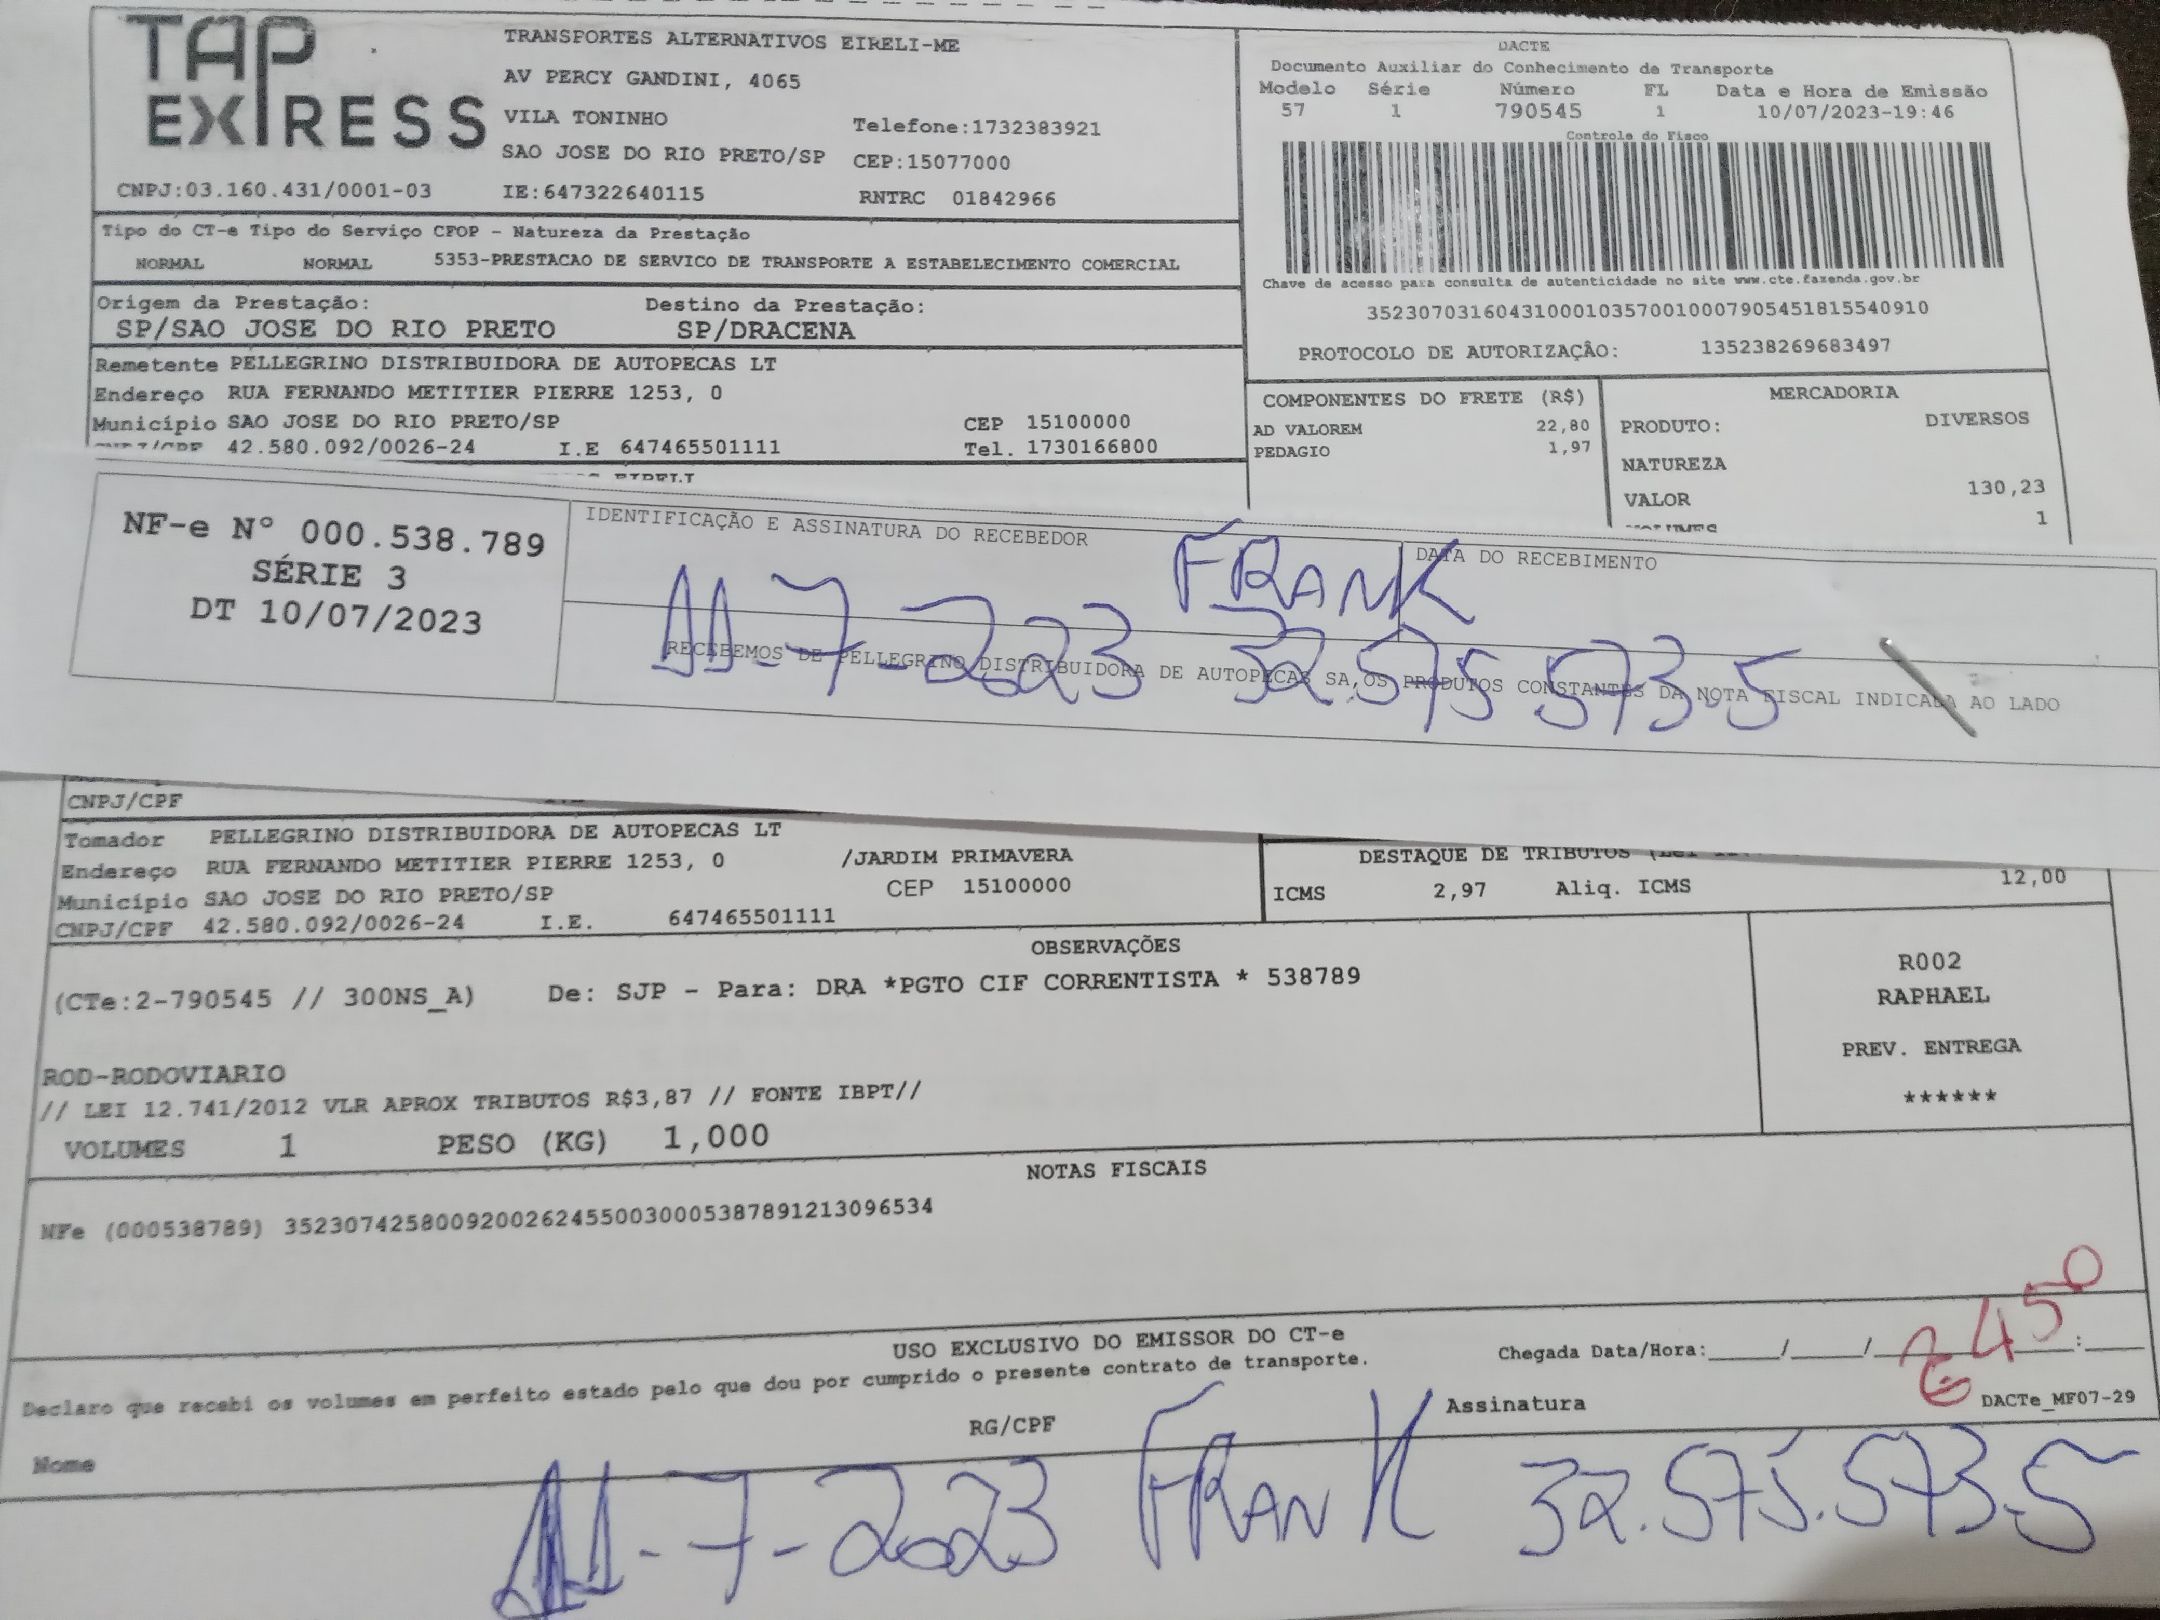 TAP EXPRESS
TRANSPORTES ALTERNATIVOS EIRELI-ME
AV PERCY GANDINI, 4065
VILA TONINHO
Telefone:1732383921
SAO JOSE DO RIO PRETO/SP CEP:15077000
CNPJ:03.160.431/0001-03 IE:647322640115 RNTRC 01842966
DACTE
Documento Auxiliar do Conhecimento de Transporte
Modelo Série Número FL Data e Hora de Emissão
57 1 790545 1 10/07/2023-19:46
Controle do Fisco
Chave de acesso para consulta de autenticidade no site www.cte.fazenda.gov.br
35230703160431000103570010007905451815540910
PROTOCOLO DE AUTORIZAÇÃO: 135238269683497
Tipo do CT-e Tipo do Serviço CFOP - Natureza da Prestação
NORMAL NORMAL 5353-PRESTACAO DE SERVICO DE TRANSPORTE A ESTABELECIMENTO COMERCIAL
Origem da Prestação: Destino da Prestação:
SP/SAO JOSE DO RIO PRETO SP/DRACENA
Remetente PELLEGRINO DISTRIBUIDORA DE AUTOPECAS LT
Endereço RUA FERNANDO METITIER PIERRE 1253, 0
Município SAO JOSE DO RIO PRETO/SP CEP 15100000
CNPJ/CPF 42.580.092/0026-24 I.E 647465501111 Tel. 1730166800
EIRELI
COMPONENTES DO FRETE (R$)
AD VALOREM 22,80
PEDAGIO 1,97
MERCADORIA
PRODUTO: DIVERSOS
NATUREZA
VALOR 130,23
VOLUMES 1
NF-e Nº 000.538.789
SÉRIE 3
DT 10/07/2023
IDENTIFICAÇÃO E ASSINATURA DO RECEBEDOR
DATA DO RECEBIMENTO
FRANK
11-7-2023 32.575.573-5
RECEBEMOS DE PELLEGRINO DISTRIBUIDORA DE AUTOPECAS SA,OS PRODUTOS CONSTANTES DA NOTA FISCAL INDICADA AO LADO
CNPJ/CPF
Tomador PELLEGRINO DISTRIBUIDORA DE AUTOPECAS LT
Endereço RUA FERNANDO METITIER PIERRE 1253, 0 /JARDIM PRIMAVERA
Município SAO JOSE DO RIO PRETO/SP CEP 15100000
CNPJ/CPF 42.580.092/0026-24 I.E. 647465501111
DESTAQUE DE TRIBUTOS
ICMS 2,97 Aliq. ICMS 12,00
OBSERVAÇÕES
(CTe:2-790545 // 300NS_A) De: SJP - Para: DRA *PGTO CIF CORRENTISTA * 538789
ROD-RODOVIARIO
// LEI 12.741/2012 VLR APROX TRIBUTOS R$3,87 // FONTE IBPT//
VOLUMES 1 PESO (KG) 1,000
R002
RAPHAEL
PREV. ENTREGA
******
NOTAS FISCAIS
NFe (000538789) 35230742580092002624550030005387891213096534
USO EXCLUSIVO DO EMISSOR DO CT-e
Declaro que recebi os volumes em perfeito estado pelo que dou por cumprido o presente contrato de transporte.
Chegada Data/Hora:_____/_____/_____ :_____
450
Nome RG/CPF Assinatura DACTe_MF07-29
11-7-2023 FRANK 32.575.573-5